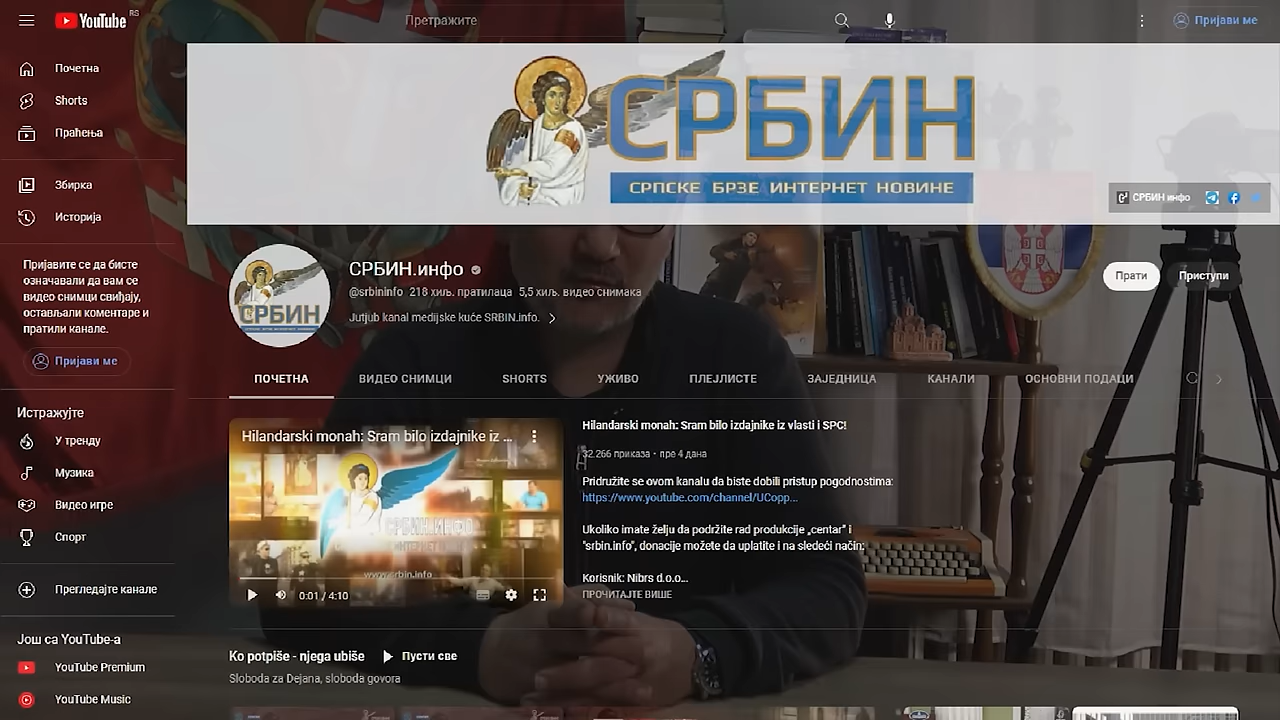 YouTube RS
Претражите
Пријави ме
Почетна
Shorts
Праћења
Збирка
Историја
Пријавите се да бисте
означавали да вам се
видео снимци свиђају,
остављали коментаре и
пратили канале.
Пријави ме
Истражујте
У тренду
Музика
Видео игре
Спорт
Прегледајте канале
Још са YouTube-а
YouTube Premium
YouTube Music
СРБИН
СРПСКЕ БРЗЕ ИНТЕРНЕТ НОВИНЕ
СРБИН инфо
СРБИН
СРБИН.инфо
@srbininfo 218 хиљ. пратилаца 5,5 хиљ. видео снимака
Jutjub kanal medijske kuće SRBIN.info.
Прати
Приступи
ПОЧЕТНА
ВИДЕО СНИМЦИ
SHORTS
УЖИВО
ПЛЕЈЛИСТЕ
ЗАЈЕДНИЦА
КАНАЛИ
ОСНОВНИ ПОДАЦИ
Hilandarski monah: Sram bilo izdajnike iz ...
СРБИН.ИНФО
www.srbin.info
0:01 / 4:10
Hilandarski monah: Sram bilo izdajnike iz vlasti i SPC!
32.266 приказа • пре 4 дана
Pridružite se ovom kanalu da biste dobili pristup pogodnostima:
https://www.youtube.com/channel/UCopp...
Ukoliko imate želju da podržite rad produkcije „centar" i
"srbin.info", donacije možete da uplatite i na sledeći način:
Korisnik: Nibrs d.o.o...
ПРОЧИТАЈТЕ ВИШЕ
Ko potpiše - njega ubiše
Пусти све
Sloboda za Dejana, sloboda govora